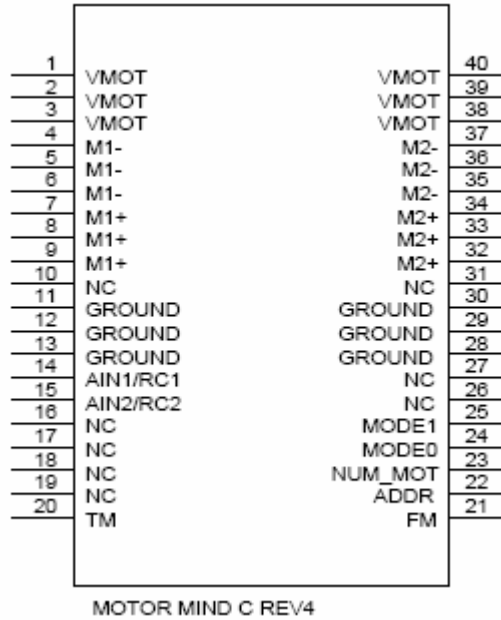 1 VMOT VMOT 40
2 VMOT VMOT 39
3 VMOT VMOT 38
4 M1- M2- 37
5 M1- M2- 36
6 M1- M2- 35
7 M1+ M2+ 34
8 M1+ M2+ 33
9 M1+ M2+ 32
10 NC NC 31
11 GROUND GROUND 30
12 GROUND GROUND 29
13 GROUND GROUND 28
14 AIN1/RC1 NC 27
15 AIN2/RC2 NC 26
16 NC MODE1 25
17 NC MODE0 24
18 NC NUM_MOT 23
19 NC ADDR 22
20 TM FM 21
MOTOR MIND C REV4